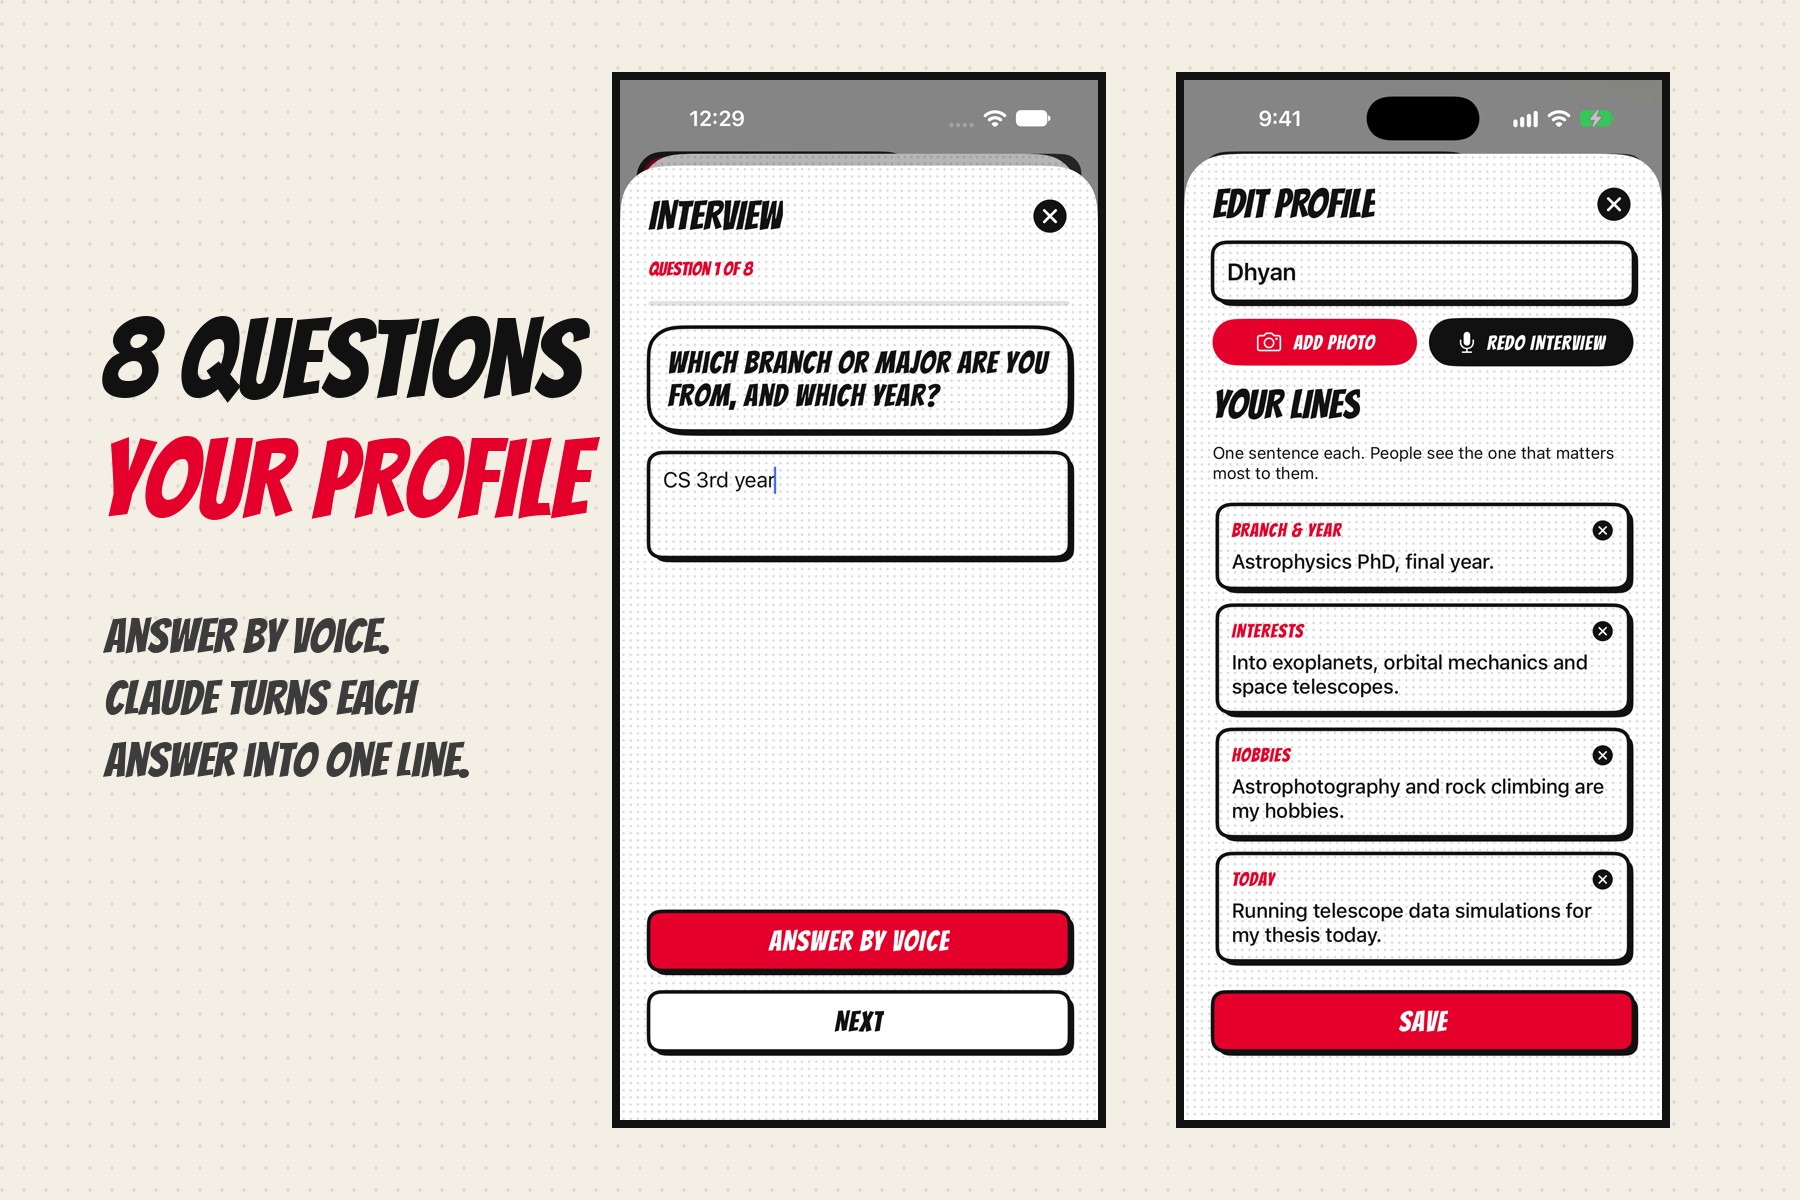 8 QUESTIONS
YOUR PROFILE
ANSWER BY VOICE.
CLAUDE TURNS EACH
ANSWER INTO ONE LINE.
12:29
INTERVIEW
QUESTION 1 OF 8
WHICH BRANCH OR MAJOR ARE YOU
FROM, AND WHICH YEAR?
CS 3rd year
ANSWER BY VOICE
NEXT
9:41
EDIT PROFILE
Dhyan
ADD PHOTO
REDO INTERVIEW
YOUR LINES
One sentence each. People see the one that matters
most to them.
BRANCH & YEAR
Astrophysics PhD, final year.
INTERESTS
Into exoplanets, orbital mechanics and
space telescopes.
HOBBIES
Astrophotography and rock climbing are
my hobbies.
TODAY
Running telescope data simulations for
my thesis today.
SAVE